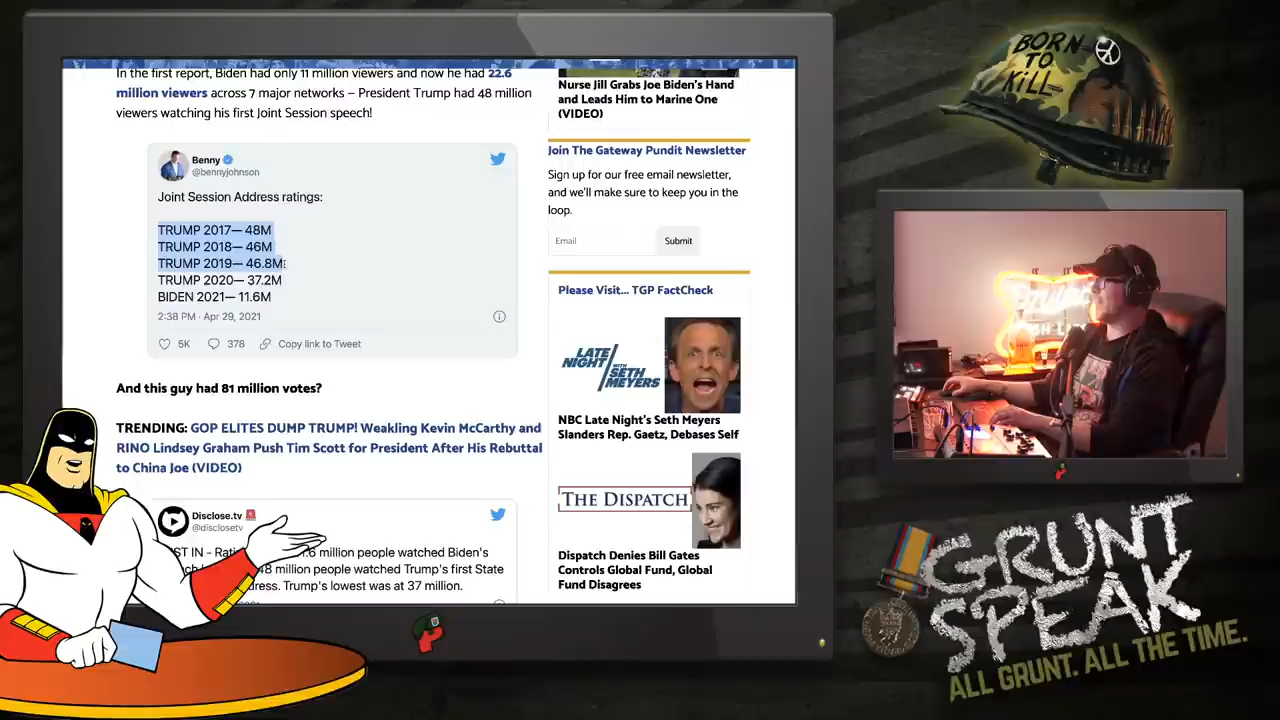 In the first report, Biden had only 11 million viewers and now he had 22.6
million viewers across 7 major networks – President Trump had 48 million
viewers watching his first Joint Session speech!
Benny
@bennyjohnson
Joint Session Address ratings:
TRUMP 2017— 48M
TRUMP 2018— 46M
TRUMP 2019— 46.8M
TRUMP 2020— 37.2M
BIDEN 2021— 11.6M
2:38 PM · Apr 29, 2021
5K
378
Copy link to Tweet
And this guy had 81 million votes?
TRENDING: GOP ELITES DUMP TRUMP! Weakling Kevin McCarthy and
RINO Lindsey Graham Push Tim Scott for President After His Rebuttal
to China Joe (VIDEO)
Disclose.tv
@disclosetv
million people watched Biden's
48 million people watched Trump's first State
Trump's lowest was at 37 million.
Nurse Jill Grabs Joe Biden's Hand
and Leads Him to Marine One
(VIDEO)
Join The Gateway Pundit Newsletter
Sign up for our free email newsletter,
and we'll make sure to keep you in the
loop.
Email
Submit
Please Visit... TGP FactCheck
LATE
NIGHT WITH
SETH
MEYERS
NBC Late Night's Seth Meyers
Slanders Rep. Gaetz, Debases Self
THE DISPATCH
Dispatch Denies Bill Gates
Controls Global Fund, Global
Fund Disagrees
BORN
TO
KiLL
GRUNT
SPEAK
ALL GRUNT. ALL THE TIME.